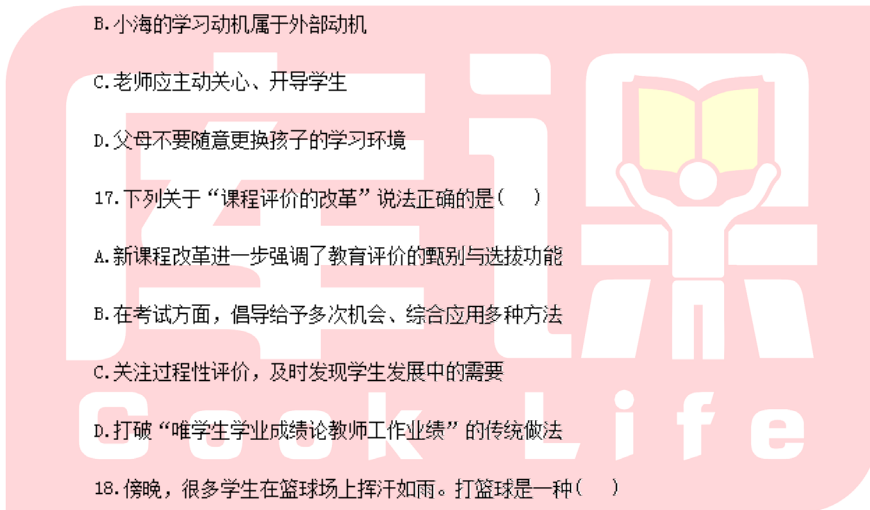 B.小海的学习动机属于外部动机
C.老师应主动关心、开导学生
D.父母不要随意更换孩子的学习环境
17.下列关于“课程评价的改革”说法正确的是(  )
A.新课程改革进一步强调了教育评价的甄别与选拔功能
B.在考试方面，倡导给予多次机会、综合应用多种方法
C.关注过程性评价，及时发现学生发展中的需要
D.打破“唯学生学业成绩论教师工作业绩”的传统做法
18.傍晚，很多学生在篮球场上挥汗如雨。打篮球是一种(  )
库课
Cook Life